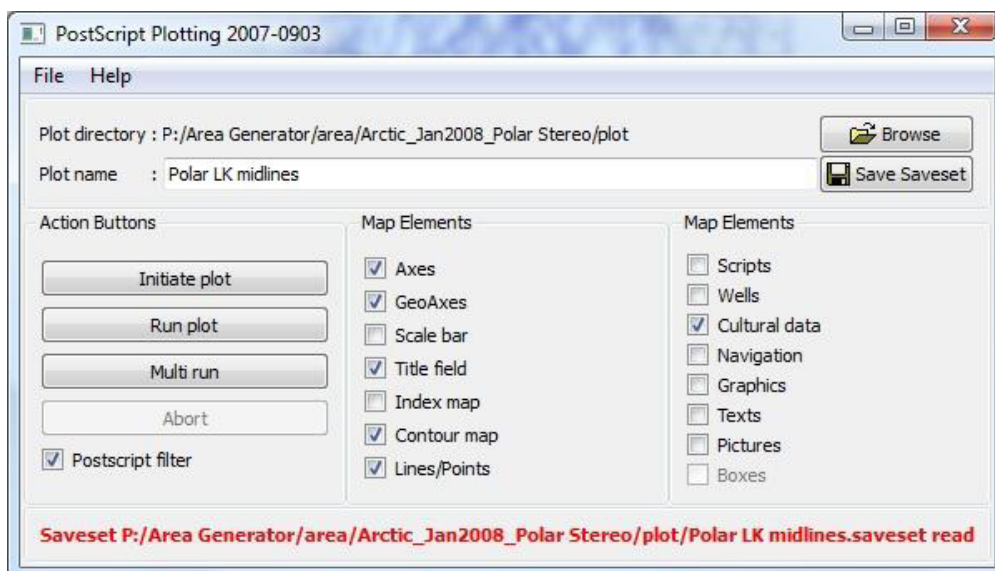 PostScript Plotting 2007-0903
File Help
Plot directory : P:/Area Generator/area/Arctic_Jan2008_Polar Stereo/plot
Browse
Plot name : Polar LK midlines
Save Saveset
Action Buttons
Initiate plot
Run plot
Multi run
Abort
Postscript filter
Map Elements
Axes
GeoAxes
Scale bar
Title field
Index map
Contour map
Lines/Points
Map Elements
Scripts
Wells
Cultural data
Navigation
Graphics
Texts
Pictures
Boxes
Saveset P:/Area Generator/area/Arctic_Jan2008_Polar Stereo/plot/Polar LK midlines.saveset read